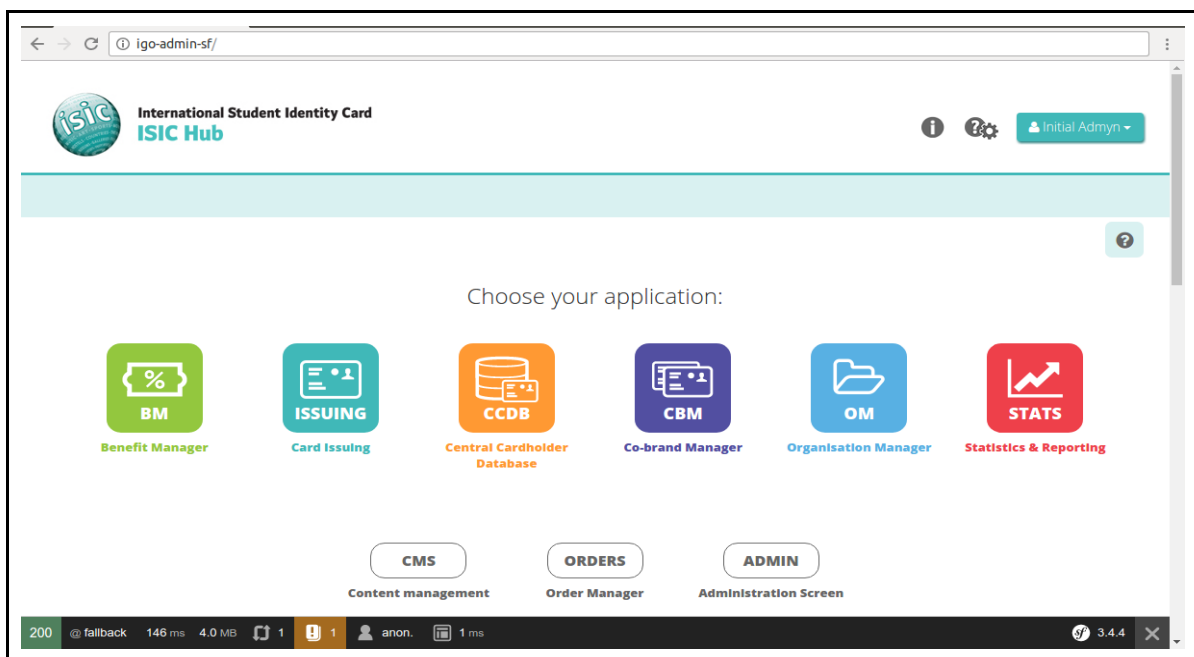 igo-admin-sf/
isic
International Student Identity Card
ISIC Hub
Initial Admyn
Choose your application:
%
BM
Benefit Manager
ISSUING
Card Issuing
CCDB
Central Cardholder
Database
CBM
Co-brand Manager
OM
Organisation Manager
STATS
Statistics & Reporting
CMS
Content management
ORDERS
Order Manager
ADMIN
Administration Screen
200 @ fallback 146 ms 4.0 MB 1 1 anon. 1 ms sf 3.4.4